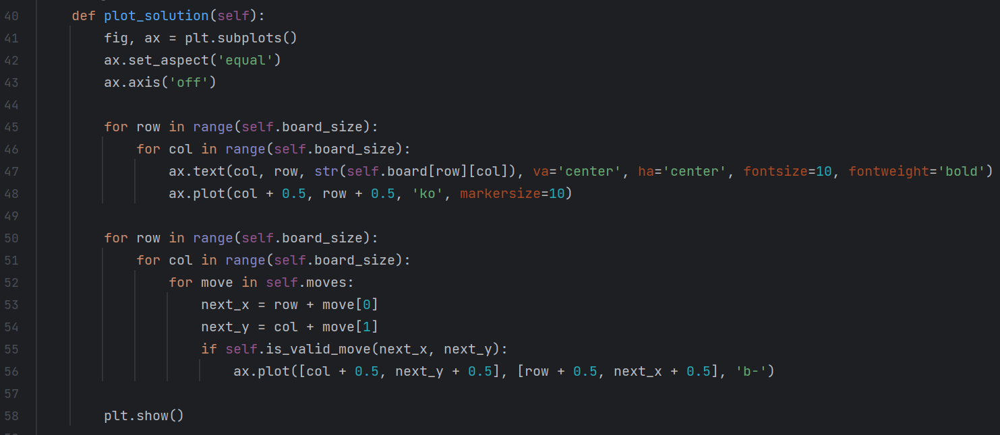 40 def plot_solution(self):
41 fig, ax = plt.subplots()
42 ax.set_aspect('equal')
43 ax.axis('off')
44
45 for row in range(self.board_size):
46 for col in range(self.board_size):
47 ax.text(col, row, str(self.board[row][col]), va='center', ha='center', fontsize=10, fontweight='bold')
48 ax.plot(col + 0.5, row + 0.5, 'ko', markersize=10)
49
50 for row in range(self.board_size):
51 for col in range(self.board_size):
52 for move in self.moves:
53 next_x = row + move[0]
54 next_y = col + move[1]
55 if self.is_valid_move(next_x, next_y):
56 ax.plot([col + 0.5, next_y + 0.5], [row + 0.5, next_x + 0.5], 'b-')
57
58 plt.show()